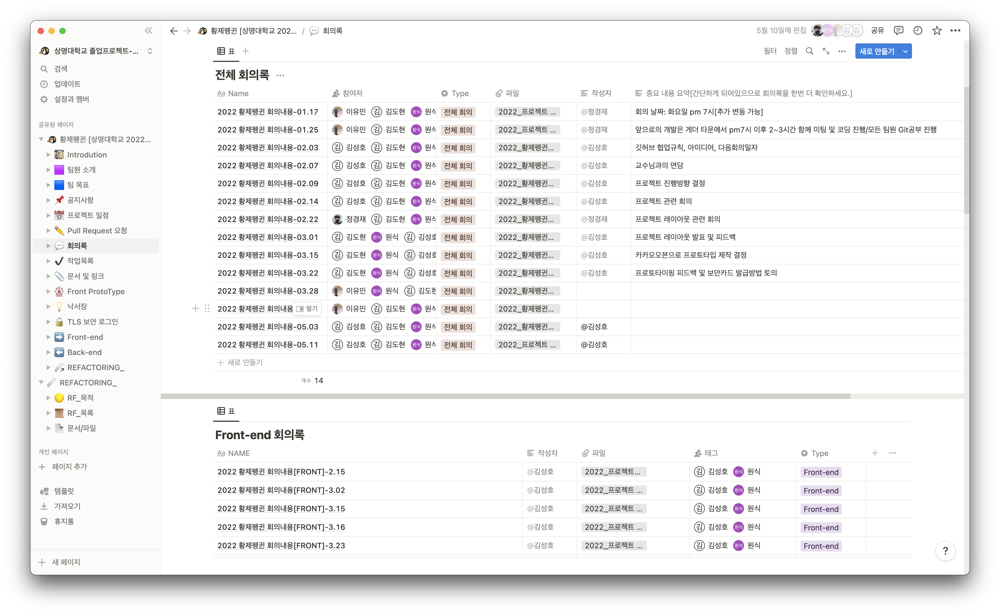 상명대학교 졸업프로젝트-...
검색
업데이트
설정과 멤버
공유된 페이지
황제펭귄 [상명대학교 2022...
Introdution
팀원 소개
팀 목표
공지사항
17 프로젝트 일정
Pull Request 요청
회의록
작업목록
문서 및 링크
Front ProtoType
낙서장
TLS 보안 로그인
Front-end
Back-end
REFACTORING_
REFACTORING_
RF_목적
RF_목록
문서/파일
개인 페이지
페이지 추가
템플릿
가져오기
휴지통
새 페이지
황제펭귄 [상명대학교 202... / 회의록
5월 10일에 편집 원식 김 김 공유
표
필터 정렬 새로 만들기
전체 회의록
Aa Name 참여자 Type 파일 작성자 중요 내용 요약[간단하게 되어있으므로 회의록을 한번 더 확인하세요.]
2022 황제펭귄 회의내용-01.17 이유민 김 김도현 원식 원식 전체 회의 2022_프로젝트 ... @정경재 회의 날짜: 화요일 pm 7시[추가 변동 가능]
2022 황제펭귄 회의내용-01.25 이유민 김 김도현 원식 원식 전체 회의 2022_프로젝트 ... @정경재 앞으로의 개발은 게더 타운에서 pm7시 이후 2~3시간 함께 미팅 및 코딩 진행/모든 팀원 Git공부 진행
2022 황제펭귄 회의내용-02.03 김 김성호 김 김도현 원식 원식 전체 회의 2022_황제펭귄... @김성호 깃허브 협업규칙, 아이디어, 다음회의일자
2022 황제펭귄 회의내용-02.07 김 김성호 김 김도현 원식 원식 전체 회의 2022_황제펭귄... @김성호 교수님과의 면담
2022 황제펭귄 회의내용-02.09 김 김성호 김 김도현 원식 원식 전체 회의 2022_황제펭귄... @김성호 프로젝트 진행방향 결정
2022 황제펭귄 회의내용-02.14 김 김성호 김 김도현 원식 원식 전체 회의 2022_황제펭귄... @김성호 프로젝트 관련 회의
2022 황제펭귄 회의내용-02.22 정경재 김 김도현 원식 원식 전체 회의 2022_황제펭귄... @정경재 프로젝트 레이아웃 관련 회의
2022 황제펭귄 회의내용-03.01 김 김도현 원식 원식 김 김성호 전체 회의 2022_황제펭귄... @김성호 프로젝트 레이아웃 발표 및 피드백
2022 황제펭귄 회의내용-03.15 김 김도현 원식 원식 김 김성호 전체 회의 2022_황제펭귄... @김성호 카카오오븐으로 프로토타입 제작 결정
2022 황제펭귄 회의내용-03.22 김 김도현 원식 원식 김 김성호 전체 회의 2022_황제펭귄... @김성호 프로토타이핑 피드백 및 보안카드 발급방법 토의
2022 황제펭귄 회의내용-03.28 이유민 원식 원식 김 김도현 전체 회의 2022_황제펭귄...
2022 황제펭귄 회의내용 열기 이유민 김 김도현 원식 원식 전체 회의 2022_황제펭귄...
2022 황제펭귄 회의내용-05.03 김 김성호 김 김도현 원식 원식 전체 회의 2022_황제펭귄... @김성호
2022 황제펭귄 회의내용-05.11 김 김성호 김 김도현 원식 원식 전체 회의 2022_프로젝트 ... @김성호
새로 만들기
개수 14
표
Front-end 회의록
Aa NAME 작성자 파일 태그 Type
2022 황제펭귄 회의내용[FRONT]-2.15 @김성호 2022_프로젝트... 김 김성호 원식 원식 Front-end
2022 황제펭귄 회의내용[FRONT]-3.02 @김성호 2022_프로젝트 ... 김 김성호 원식 원식 Front-end
2022 황제펭귄 회의내용[FRONT]-3.15 @김성호 2022_프로젝트 ... 김 김성호 원식 원식 Front-end
2022 황제펭귄 회의내용[FRONT]-3.16 @김성호 2022_프로젝트 ... 김 김성호 원식 원식 Front-end
2022 황제펭귄 회의내용[FRONT]-3.23 @김성호 2022_프로젝트 ... 김 김성호 원식 원식 Front-end
?